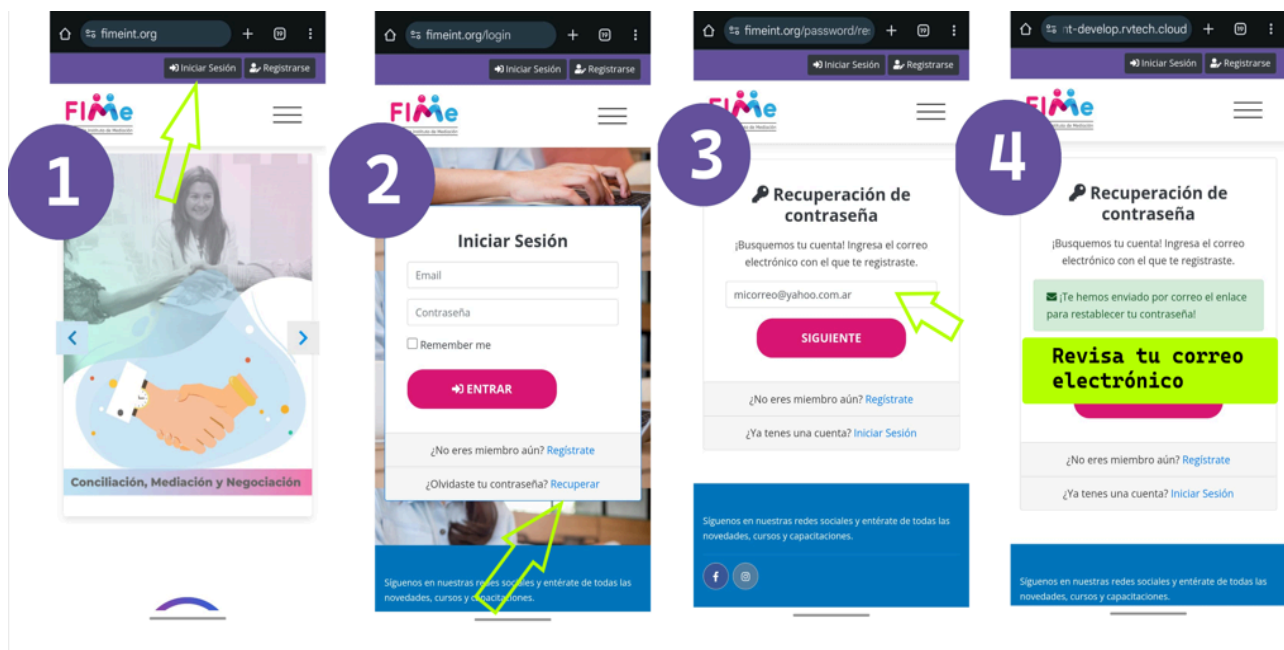 fimeint.org
19
Iniciar Sesión
Registrarse
FIMe
1
Conciliación, Mediación y Negociación
fimeint.org/login
19
Iniciar Sesión
Registrarse
FIMe
2
Iniciar Sesión
Email
Contraseña
Remember me
ENTRAR
¿No eres miembro aún? Regístrate
¿Olvidaste tu contraseña? Recuperar
Síguenos en nuestras redes sociales y entérate de todas las
novedades, cursos y capacitaciones.
fimeint.org/password/re
19
Iniciar Sesión
Registrarse
3
Recuperación de
contraseña
¡Busquemos tu cuenta! Ingresa el correo
electrónico con el que te registraste.
micorreo@yahoo.com.ar
SIGUIENTE
¿No eres miembro aún? Regístrate
¿Ya tenes una cuenta? Iniciar Sesión
Síguenos en nuestras redes sociales y entérate de todas las
novedades, cursos y capacitaciones.
nt-develop.rvtech.cloud
19
Iniciar Sesión
Registrarse
FIMe
4
Recuperación de
contraseña
¡Busquemos tu cuenta! Ingresa el correo
electrónico con el que te registraste.
¡Te hemos enviado por correo el enlace
para restablecer tu contraseña!
Revisa tu correo
electrónico
¿No eres miembro aún? Regístrate
¿Ya tenes una cuenta? Iniciar Sesión
Síguenos en nuestras redes sociales y entérate de todas las
novedades, cursos y capacitaciones.